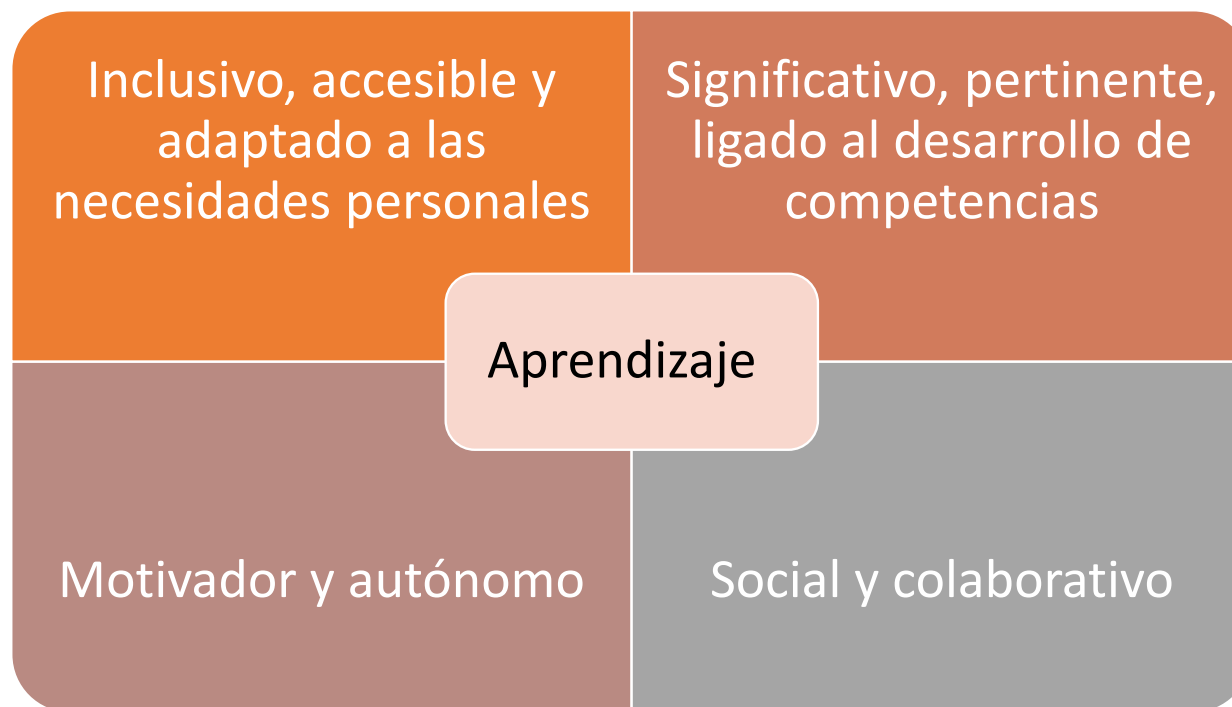 Inclusivo, accesible y
adaptado a las
necesidades personales
Significativo, pertinente,
ligado al desarrollo de
competencias
Aprendizaje
Motivador y autónomo
Social y colaborativo